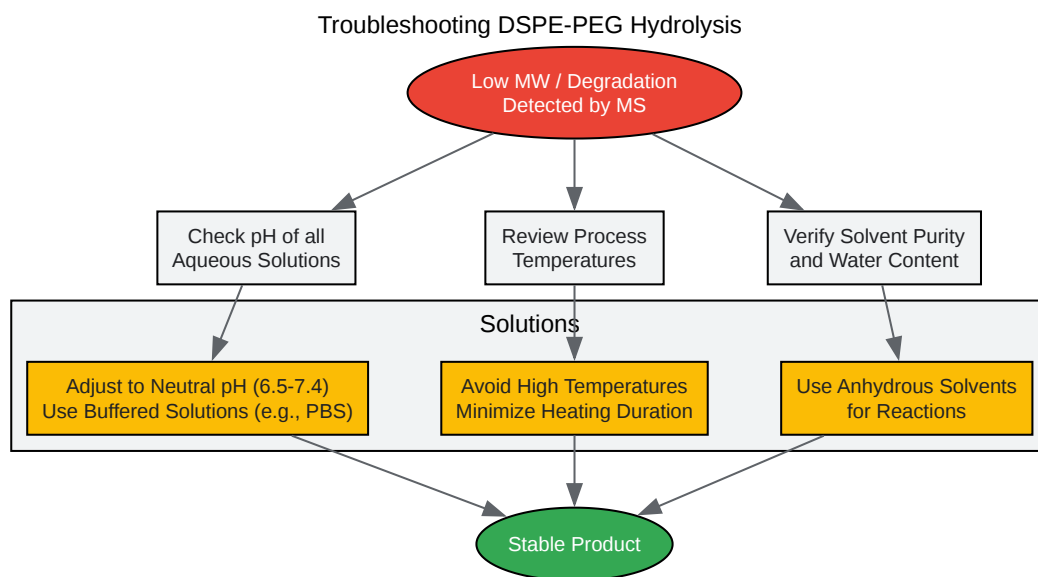 Troubleshooting DSPE-PEG Hydrolysis
Low MW / Degradation
Detected by MS
Check pH of all
Aqueous Solutions
Review Process
Temperatures
Verify Solvent Purity
and Water Content
Solutions
Adjust to Neutral pH (6.5-7.4)
Use Buffered Solutions (e.g., PBS)
Avoid High Temperatures
Minimize Heating Duration
Use Anhydrous Solvents
for Reactions
Stable Product